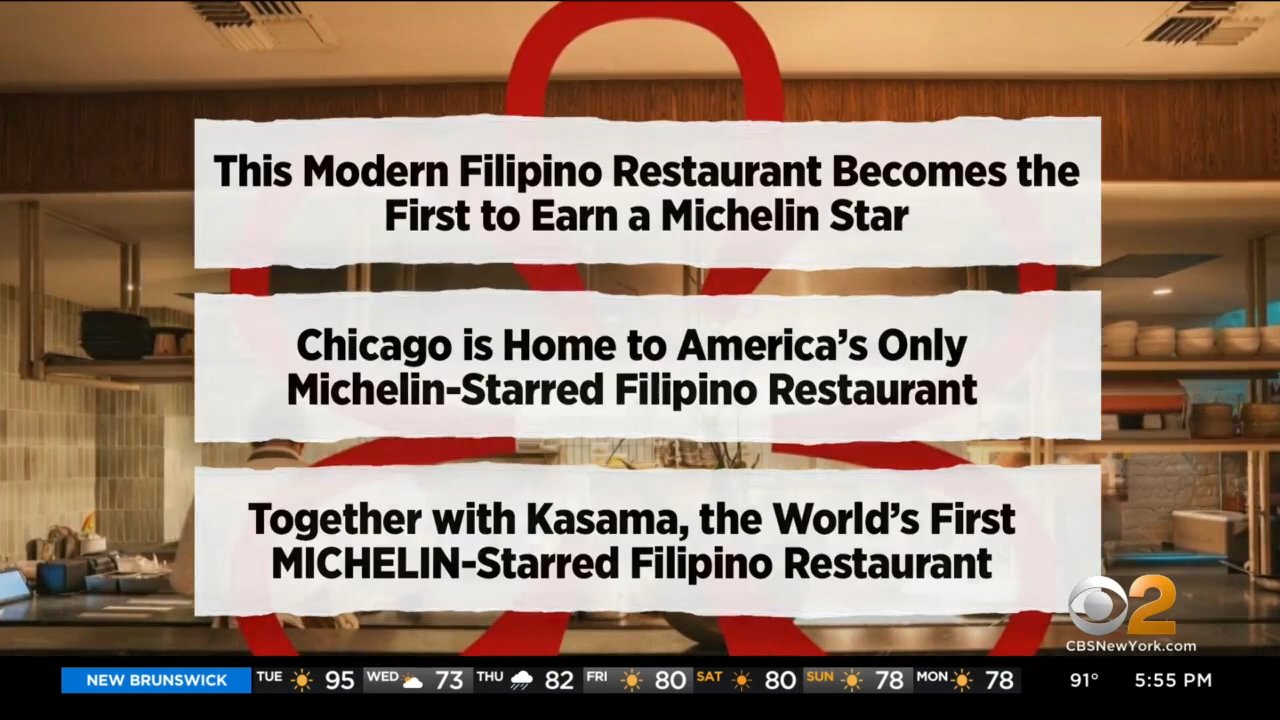 This Modern Filipino Restaurant Becomes the
First to Earn a Michelin Star
Chicago is Home to America's Only
Michelin-Starred Filipino Restaurant
Together with Kasama, the World's First
MICHELIN-Starred Filipino Restaurant
2
CBSNewYork.com
NEW BRUNSWICK TUE 95 WED 73 THU 82 FRI 80 SAT 80 SUN 78 MON 78 91° 5:55 PM